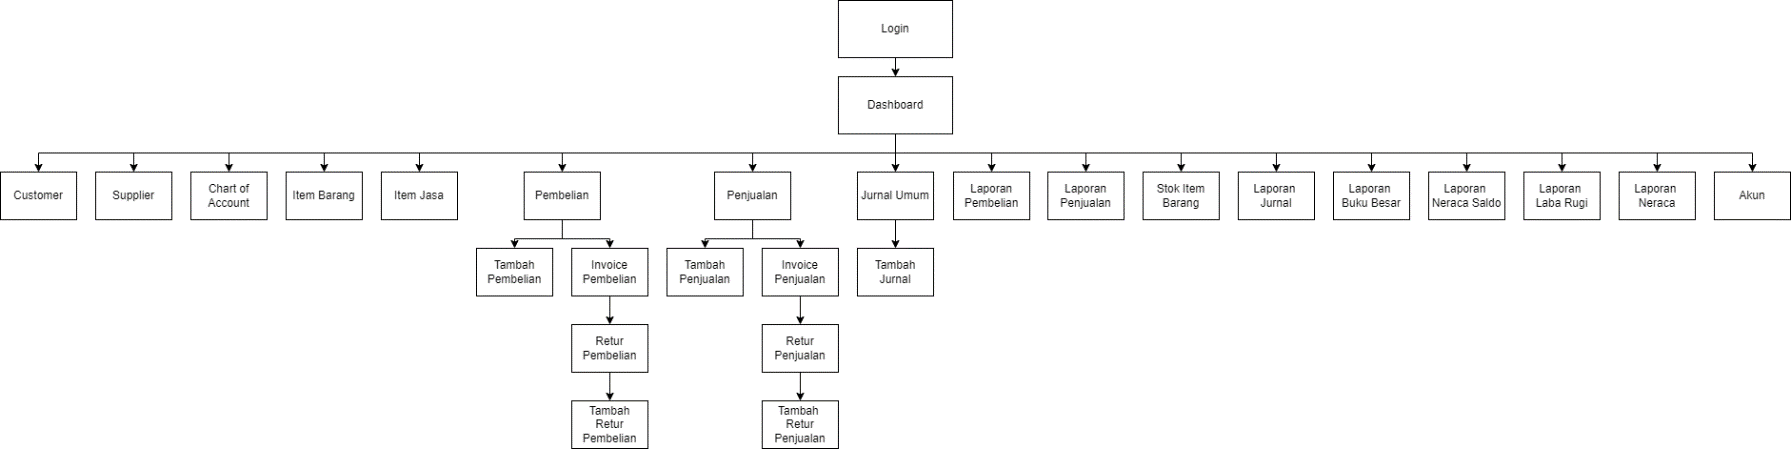 Login
Dashboard
Customer
Supplier
Chart of
Account
Item Barang
Item Jasa
Pembelian
Penjualan
Jurnal Umum
Laporan
Pembelian
Laporan
Penjualan
Stok Item
Barang
Laporan
Jurnal
Laporan
Buku Besar
Laporan
Neraca Saldo
Laporan
Laba Rugi
Laporan
Neraca
Akun
Tambah
Pembelian
Invoice
Pembelian
Tambah
Penjualan
Invoice
Penjualan
Tambah
Jurnal
Retur
Pembelian
Retur
Penjualan
Tambah
Retur
Pembelian
Tambah
Retur
Penjualan